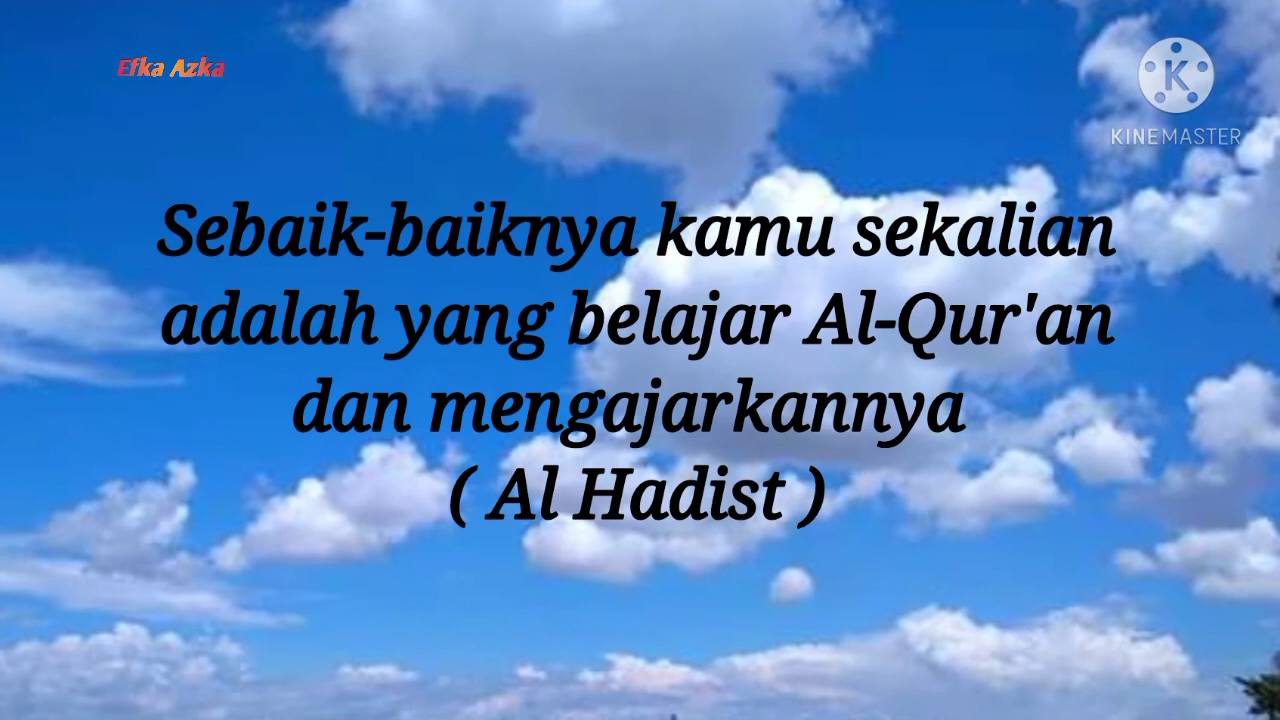 Efka Azka
K
KINEMASTER
Sebaik-baiknya kamu sekalian
adalah yang belajar Al-Qur'an
dan mengajarkannya
( Al Hadist )